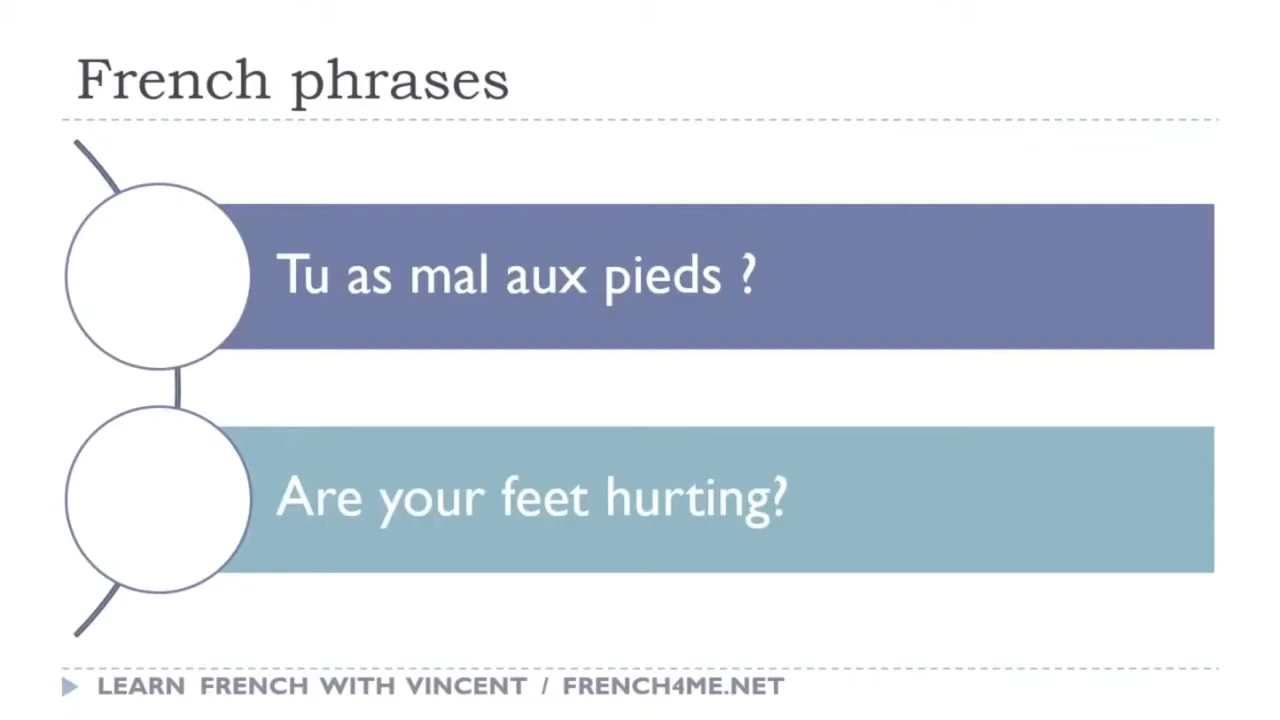 French phrases
Tu as mal aux pieds ?
Are your feet hurting?
LEARN FRENCH WITH VINCENT / FRENCH4ME.NET